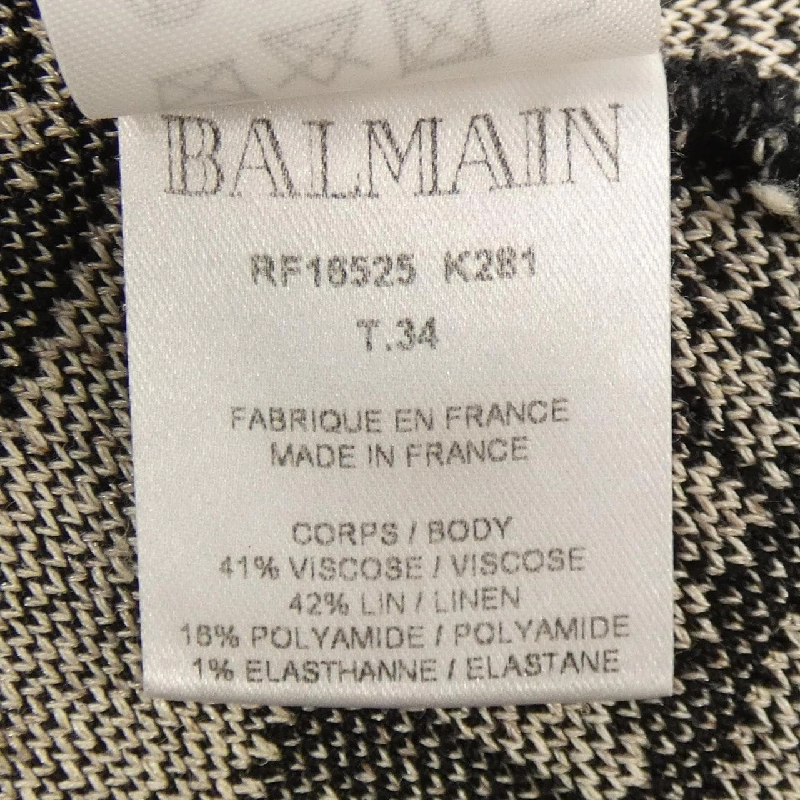 BALMAIN
RF16525 K281
T.34
FABRIQUE EN FRANCE
MADE IN FRANCE
CORPS / BODY
41% VISCOSE / VISCOSE
42% LIN / LINEN
16% POLYAMIDE / POLYAMIDE
1% ELASTHANNE / ELASTANE